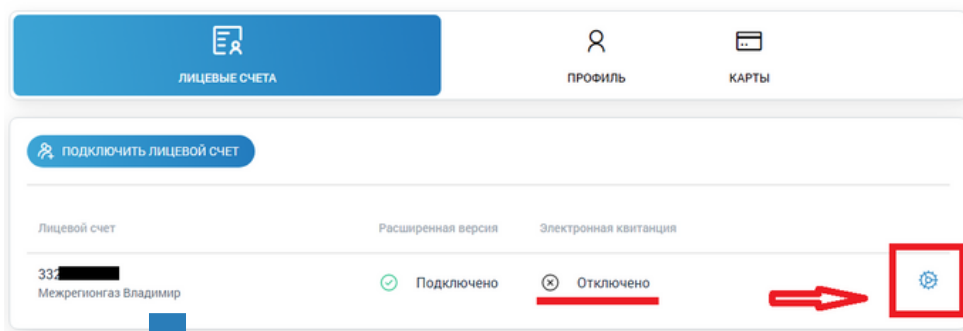 ЛИЦЕВЫЕ СЧЕТА
ПРОФИЛЬ
КАРТЫ
ПОДКЛЮЧИТЬ ЛИЦЕВОЙ СЧЕТ
Лицевой счет
Расширенная версия
Электронная квитанция
332
Межрегионгаз Владимир
Подключено
Отключено